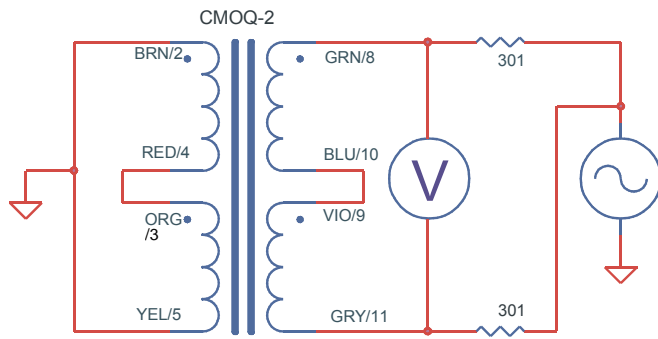 CMOQ-2
BRN/2
GRN/8
301
RED/4
BLU/10
V
ORG
/3
VIO/9
YEL/5
GRY/11
301